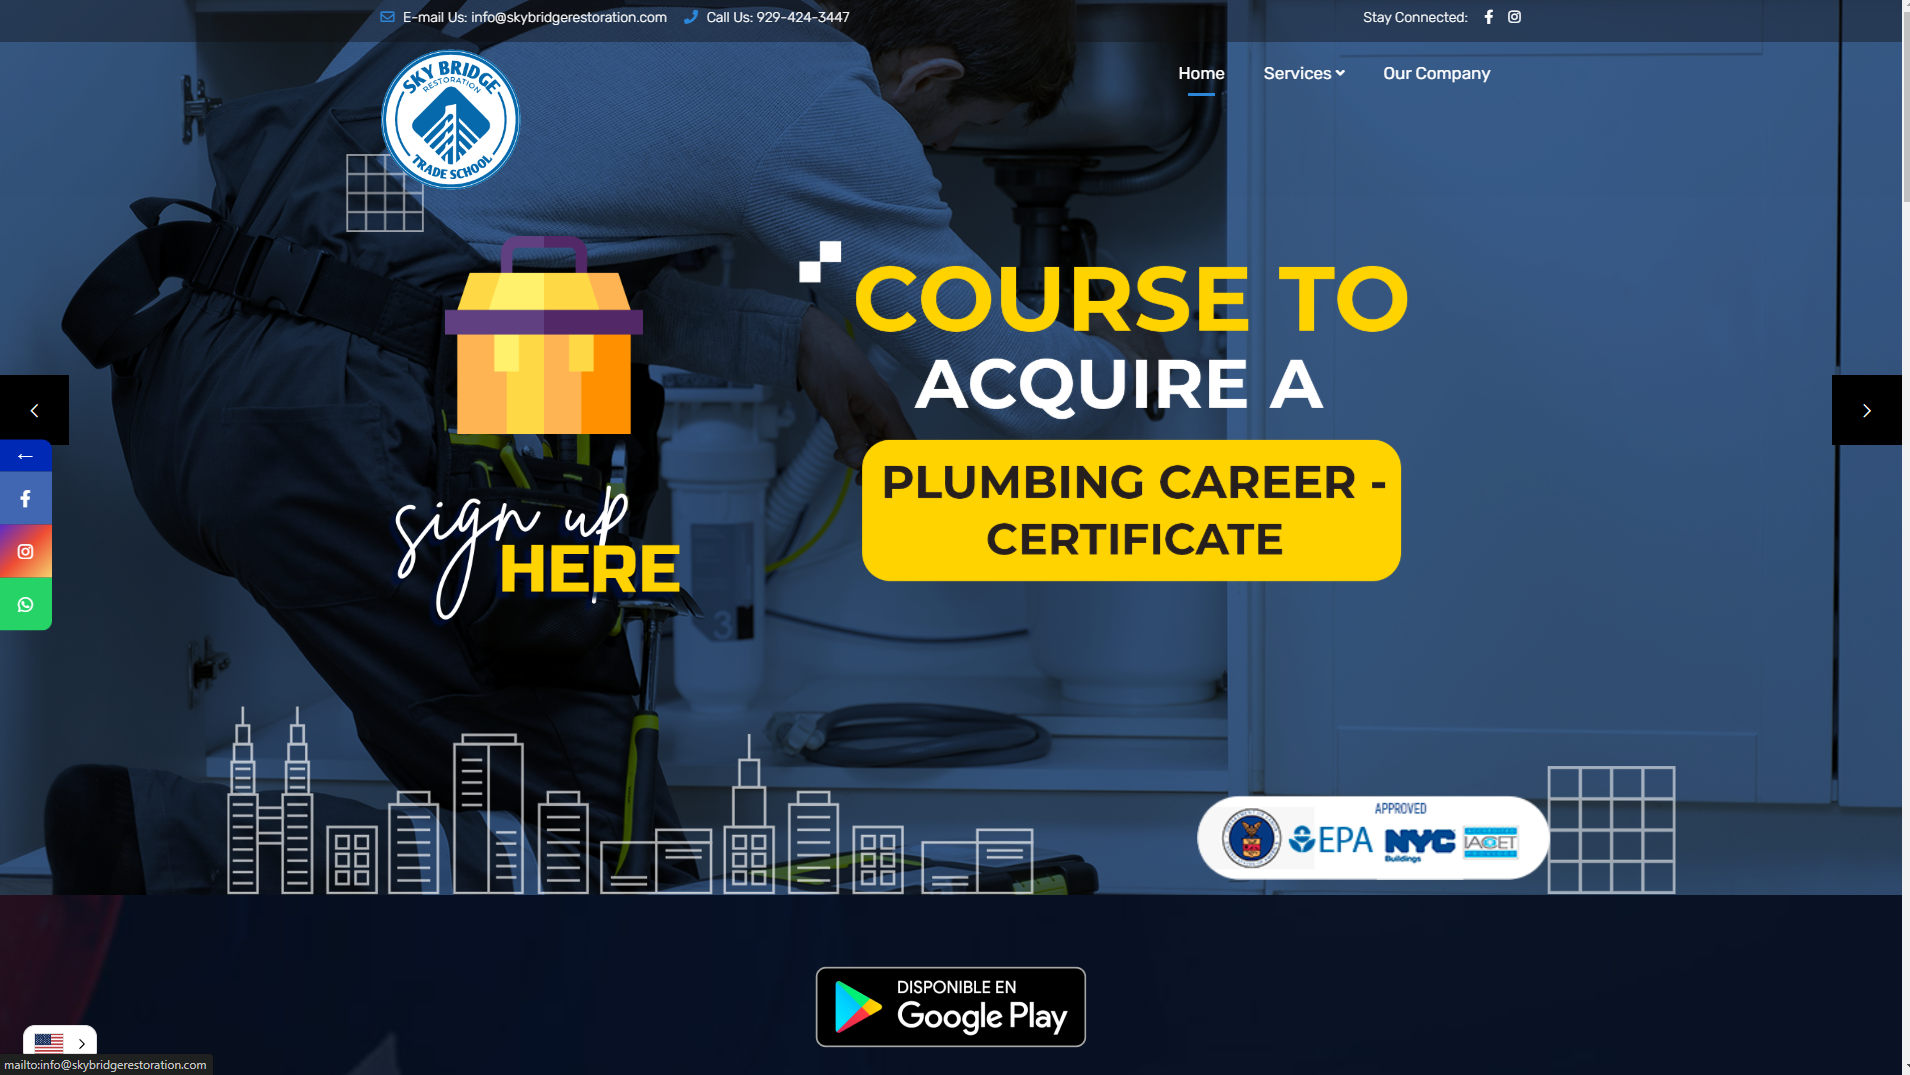 E-mail Us: info@skybridgerestoration.com
Call Us: 929-424-3447
Stay Connected:
SKY BRIDGE
RESTORATION
TRADE SCHOOL
Home
Services
Our Company
COURSE TO
ACQUIRE A
PLUMBING CAREER -
CERTIFICATE
sign up
HERE
3
APPROVED
EPA
NYC
Buildings
IACET
DISPONIBLE EN
Google Play
mailto:info@skybridgerestoration.com